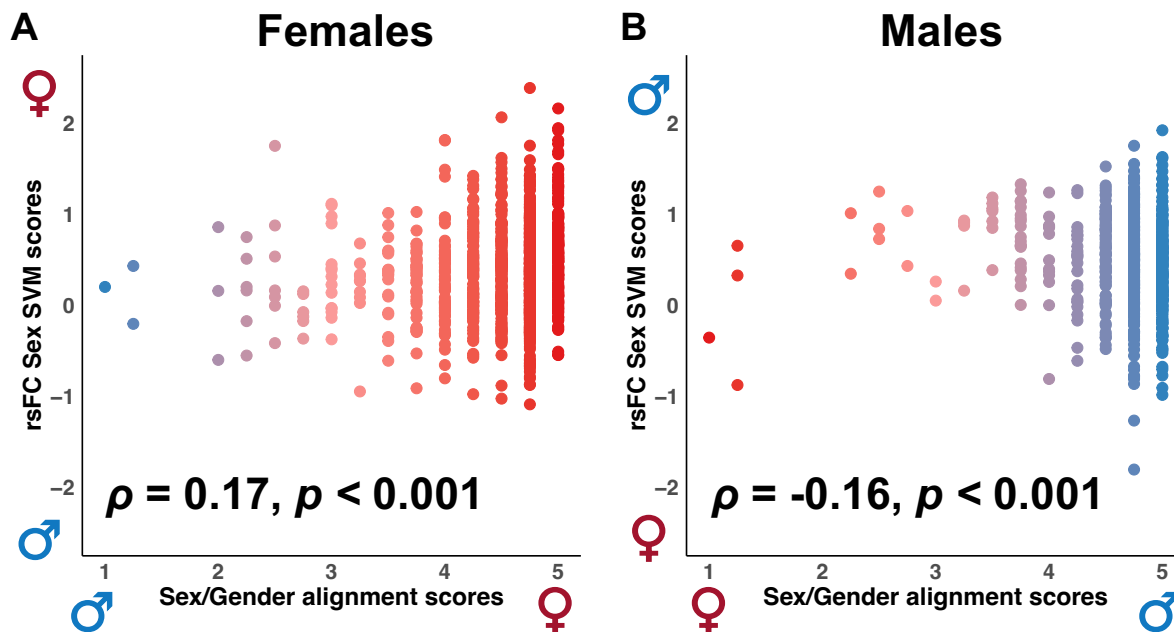 A Females
♀
2
1
0
−1
−2
rsFC Sex SVM scores
ρ = 0.17, p < 0.001
♂
1 2 3 4 5
♂ Sex/Gender alignment scores ♀
B Males
♂
2
1
0
−1
−2
rsFC Sex SVM scores
ρ = -0.16, p < 0.001
♀
1 2 3 4 5
♀ Sex/Gender alignment scores ♂